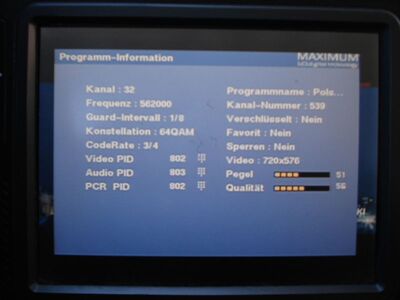 Programm-Information
MAXIMUM
Kanal : 32
Frequenz : 562000
Guard-Intervall : 1/8
Konstellation : 64QAM
CodeRate : 3/4
Video PID 802
Audio PID 803
PCR PID 802
Programmname : Pols...
Kanal-Nummer : 539
Verschlüsselt : Nein
Favorit : Nein
Sperren : Nein
Video : 720x576
Pegel 51
Qualität 56